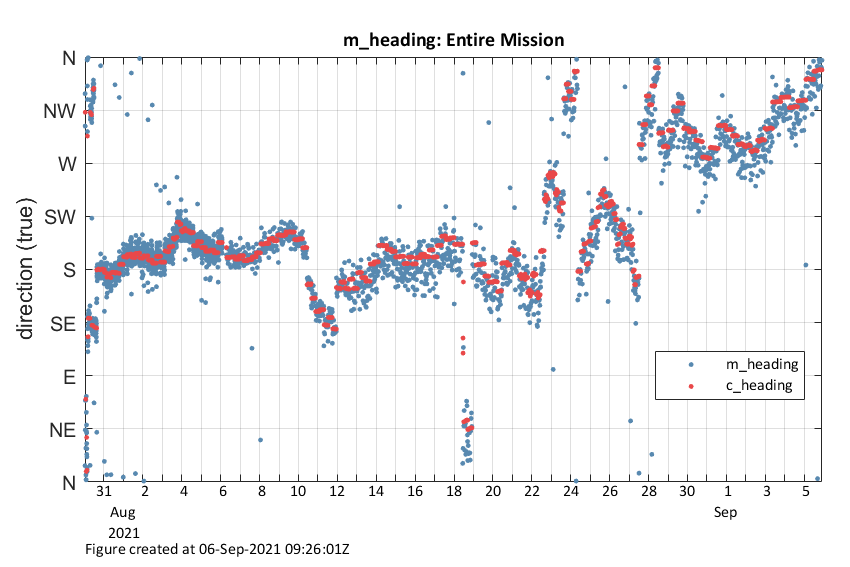 m_heading: Entire Mission
direction (true)
N
NW
W
SW
S
SE
E
NE
N
m_heading
c_heading
31 2 4 6 8 10 12 14 16 18 20 22 24 26 28 30 1 3 5
Aug Sep
2021
Figure created at 06-Sep-2021 09:26:01Z